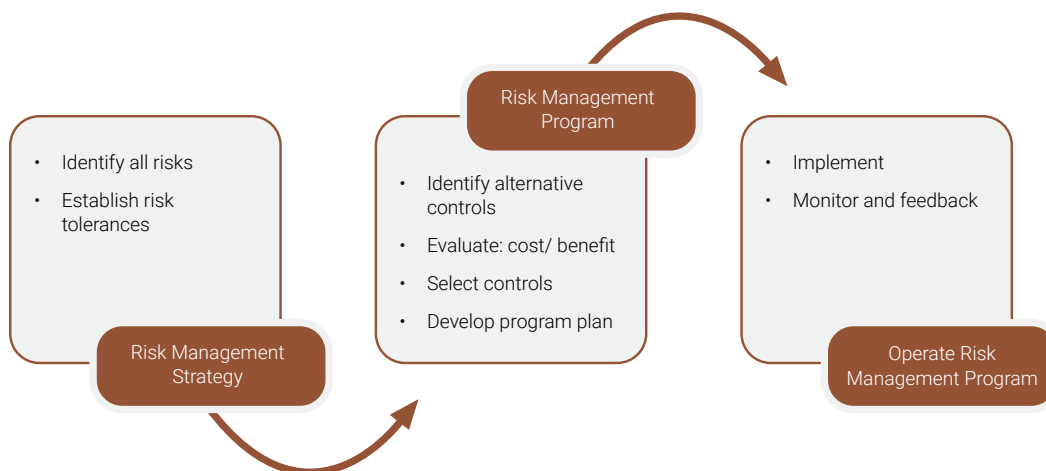 • Identify all risks
• Establish risk
tolerances
Risk Management
Strategy
Risk Management
Program
• Identify alternative
controls
• Evaluate: cost/ benefit
• Select controls
• Develop program plan
• Implement
• Monitor and feedback
Operate Risk
Management Program